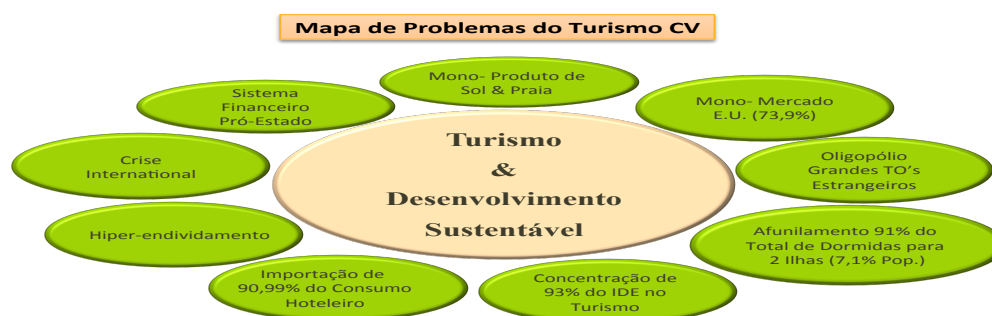 Mapa de Problemas do Turismo CV
Mono- Produto de
Sol & Praia
Sistema
Financeiro
Pró-Estado
Mono- Mercado
E.U. (73,9%)
Turismo
&
Desenvolvimento
Sustentável
Crise
International
Oligopólio
Grandes TO’s
Estrangeiros
Hiper-endividamento
Afunilamento 91% do
Total de Dormidas para
2 Ilhas (7,1% Pop.)
Importação de
90,99% do Consumo
Hoteleiro
Concentração de
93% do IDE no
Turismo